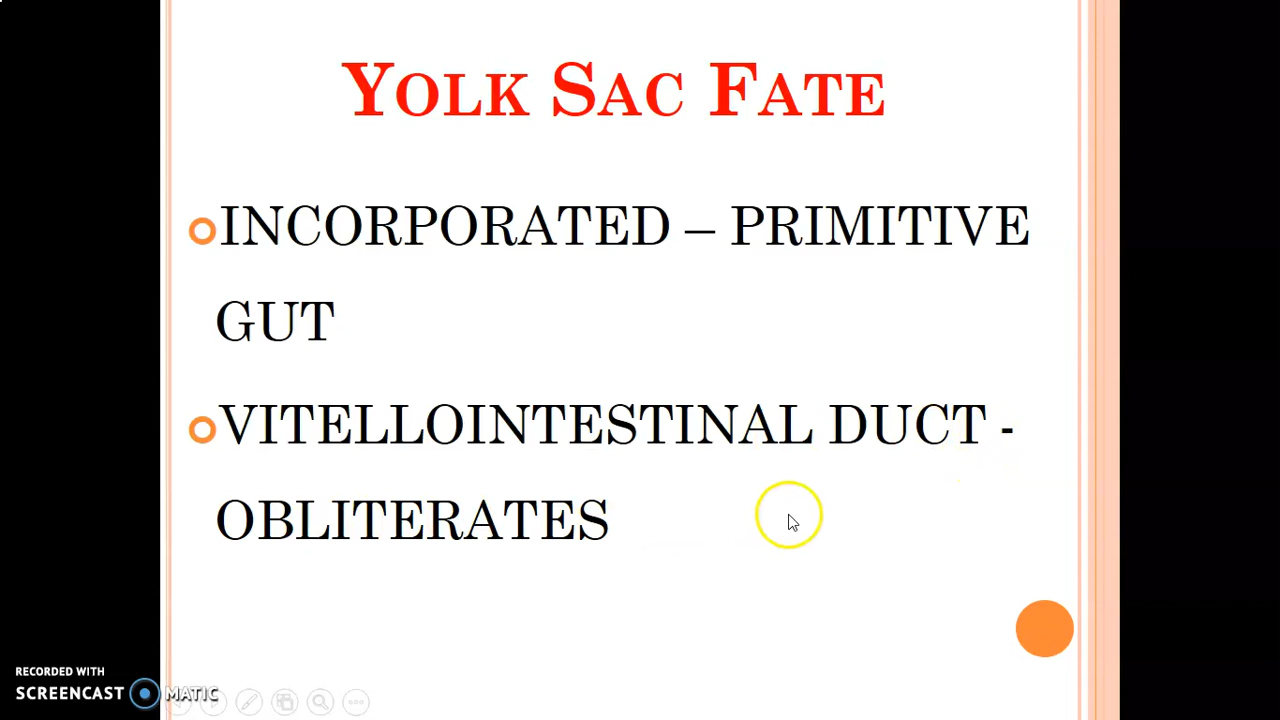 YOLK SAC FATE
INCORPORATED – PRIMITIVE
GUT
VITELLOINTESTINAL DUCT -
OBLITERATES
RECORDED WITH
SCREENCAST MATIC